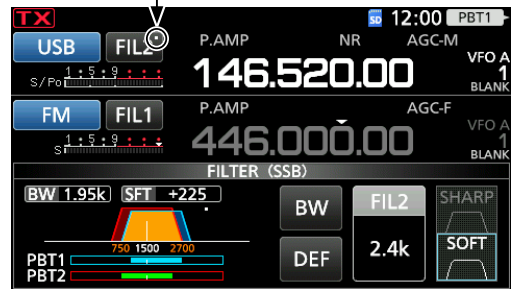 TX SD 12:00 PBT1
USB FIL2 P.AMP NR AGC-M
S/Po 1 5 9 146.520.00 VFO A 1 BLANK
FM FIL1 P.AMP AGC-F
S 1 5 9 446.000.00 VFO A 1 BLANK
FILTER (SSB)
BW 1.95k SFT +225 BW FIL2 SHARP
750 1500 2700
PBT1 DEF 2.4k SOFT
PBT2